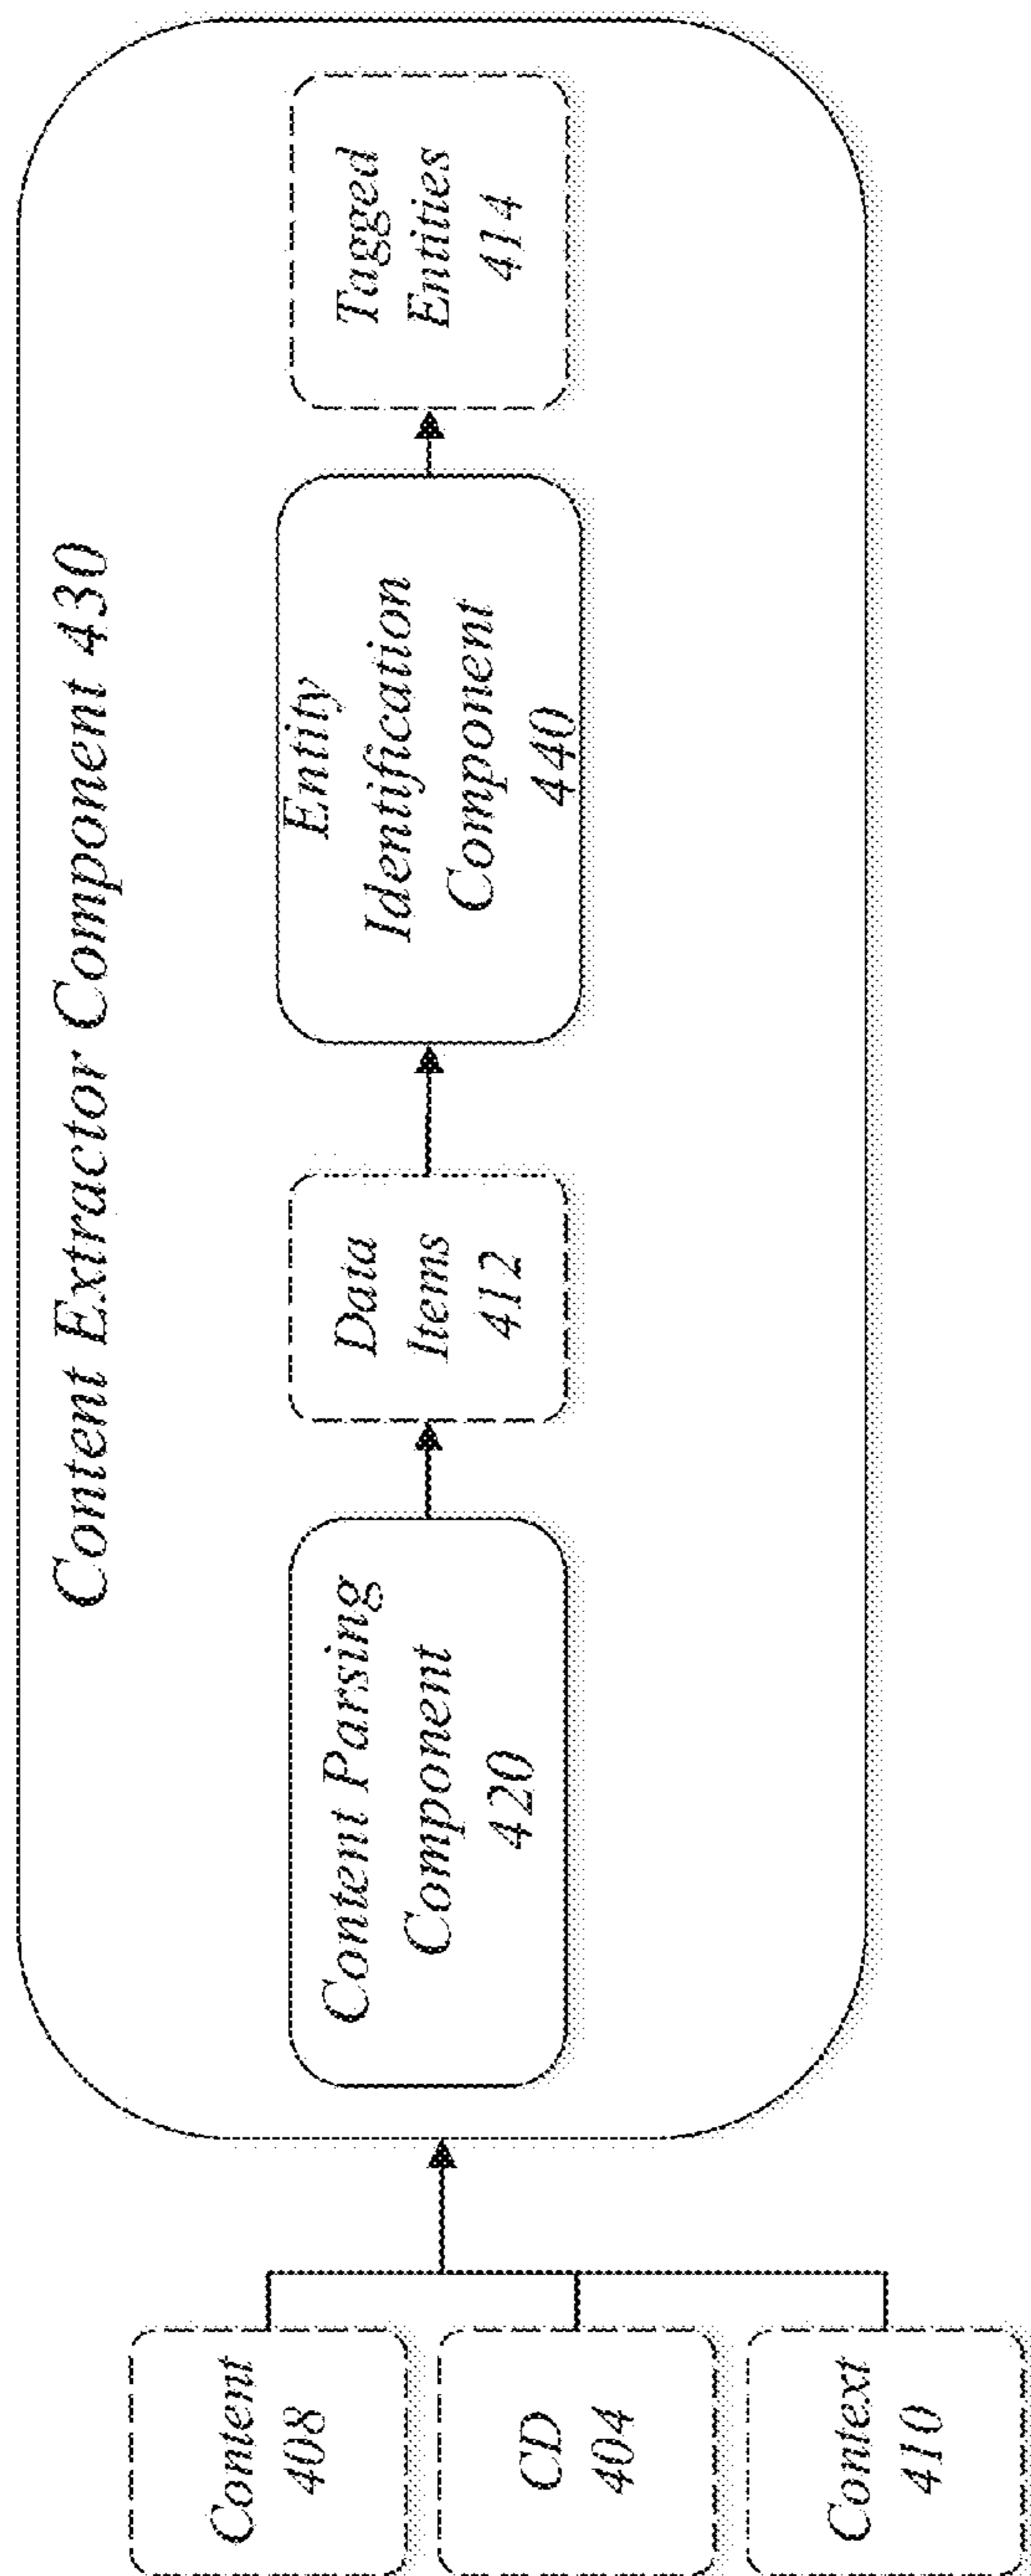 Content Extractor Component 430
Content
408
CD
404
Context
410
Content Parsing
Component
420
Data
Items
412
Entity
Identification
Component
440
Tagged
Entities
414